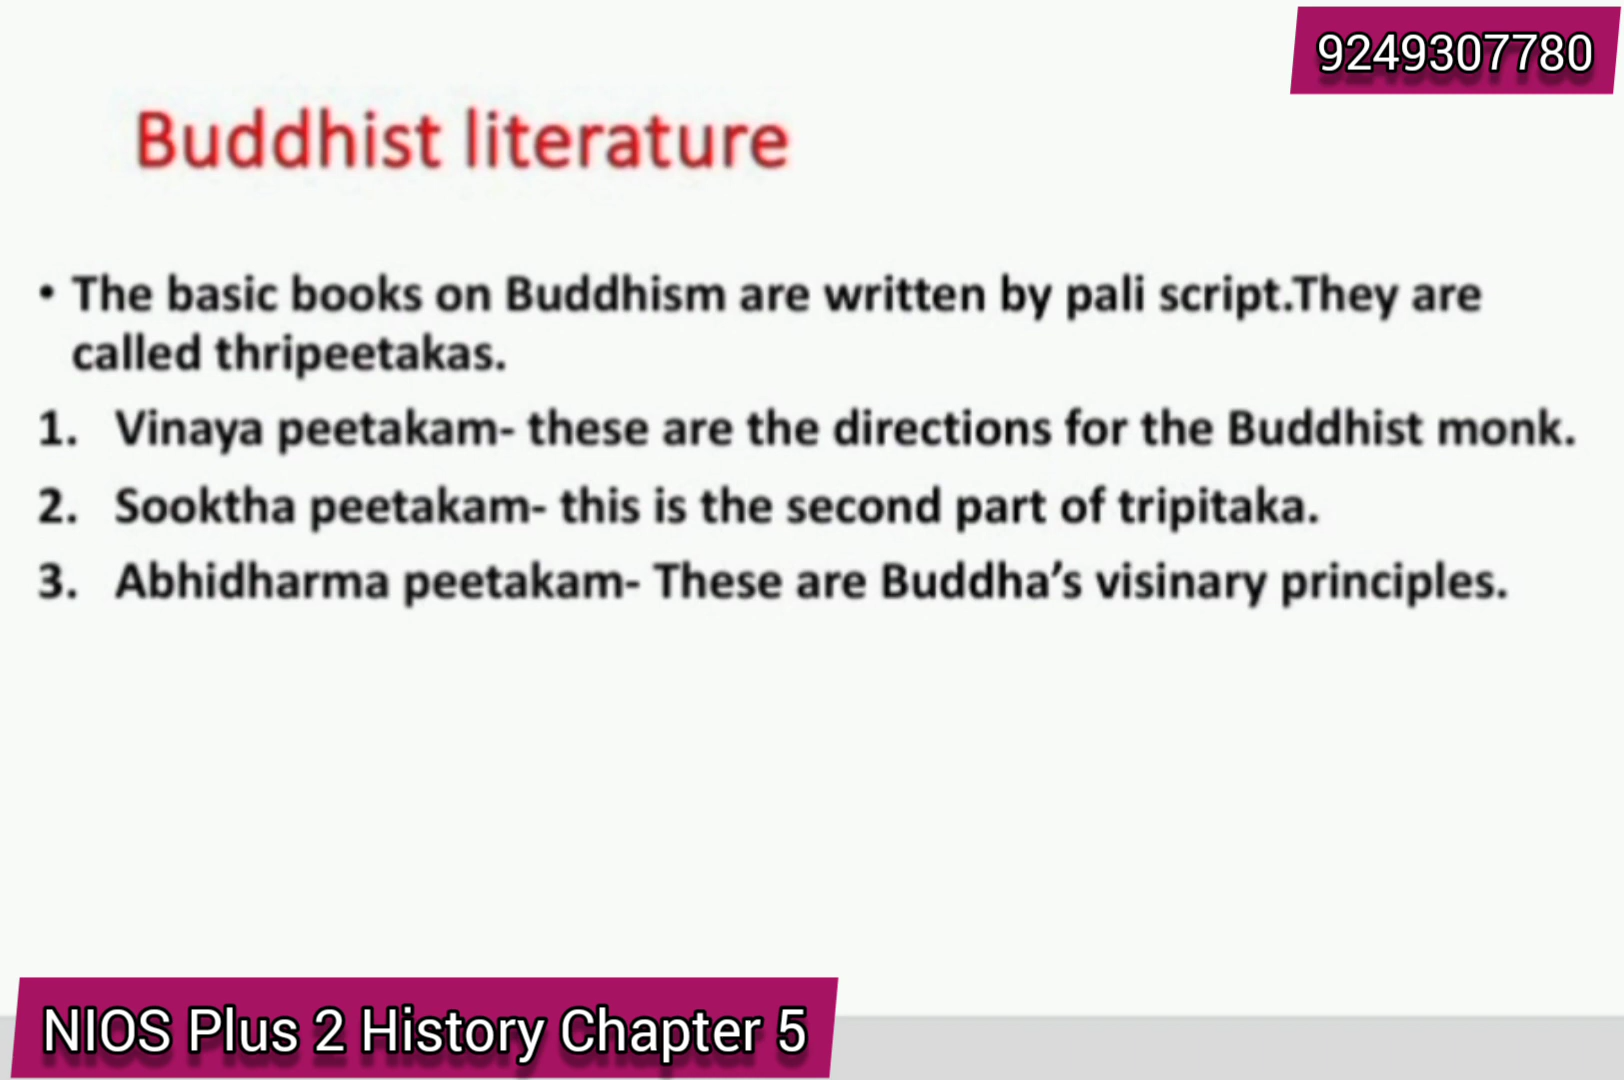 9249307780
Buddhist literature
• The basic books on Buddhism are written by pali script.They are
called thripeetakas.
1. Vinaya peetakam- these are the directions for the Buddhist monk.
2. Sooktha peetakam- this is the second part of tripitaka.
3. Abhidharma peetakam- These are Buddha’s visinary principles.
NIOS Plus 2 History Chapter 5